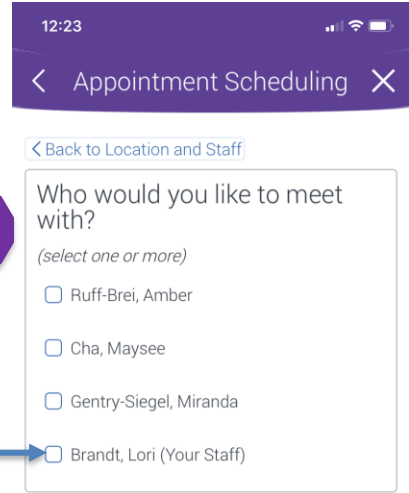 12:23
Appointment Scheduling
Back to Location and Staff
Who would you like to meet
with?
(select one or more)
Ruff-Brei, Amber
Cha, Maysee
Gentry-Siegel, Miranda
Brandt, Lori (Your Staff)